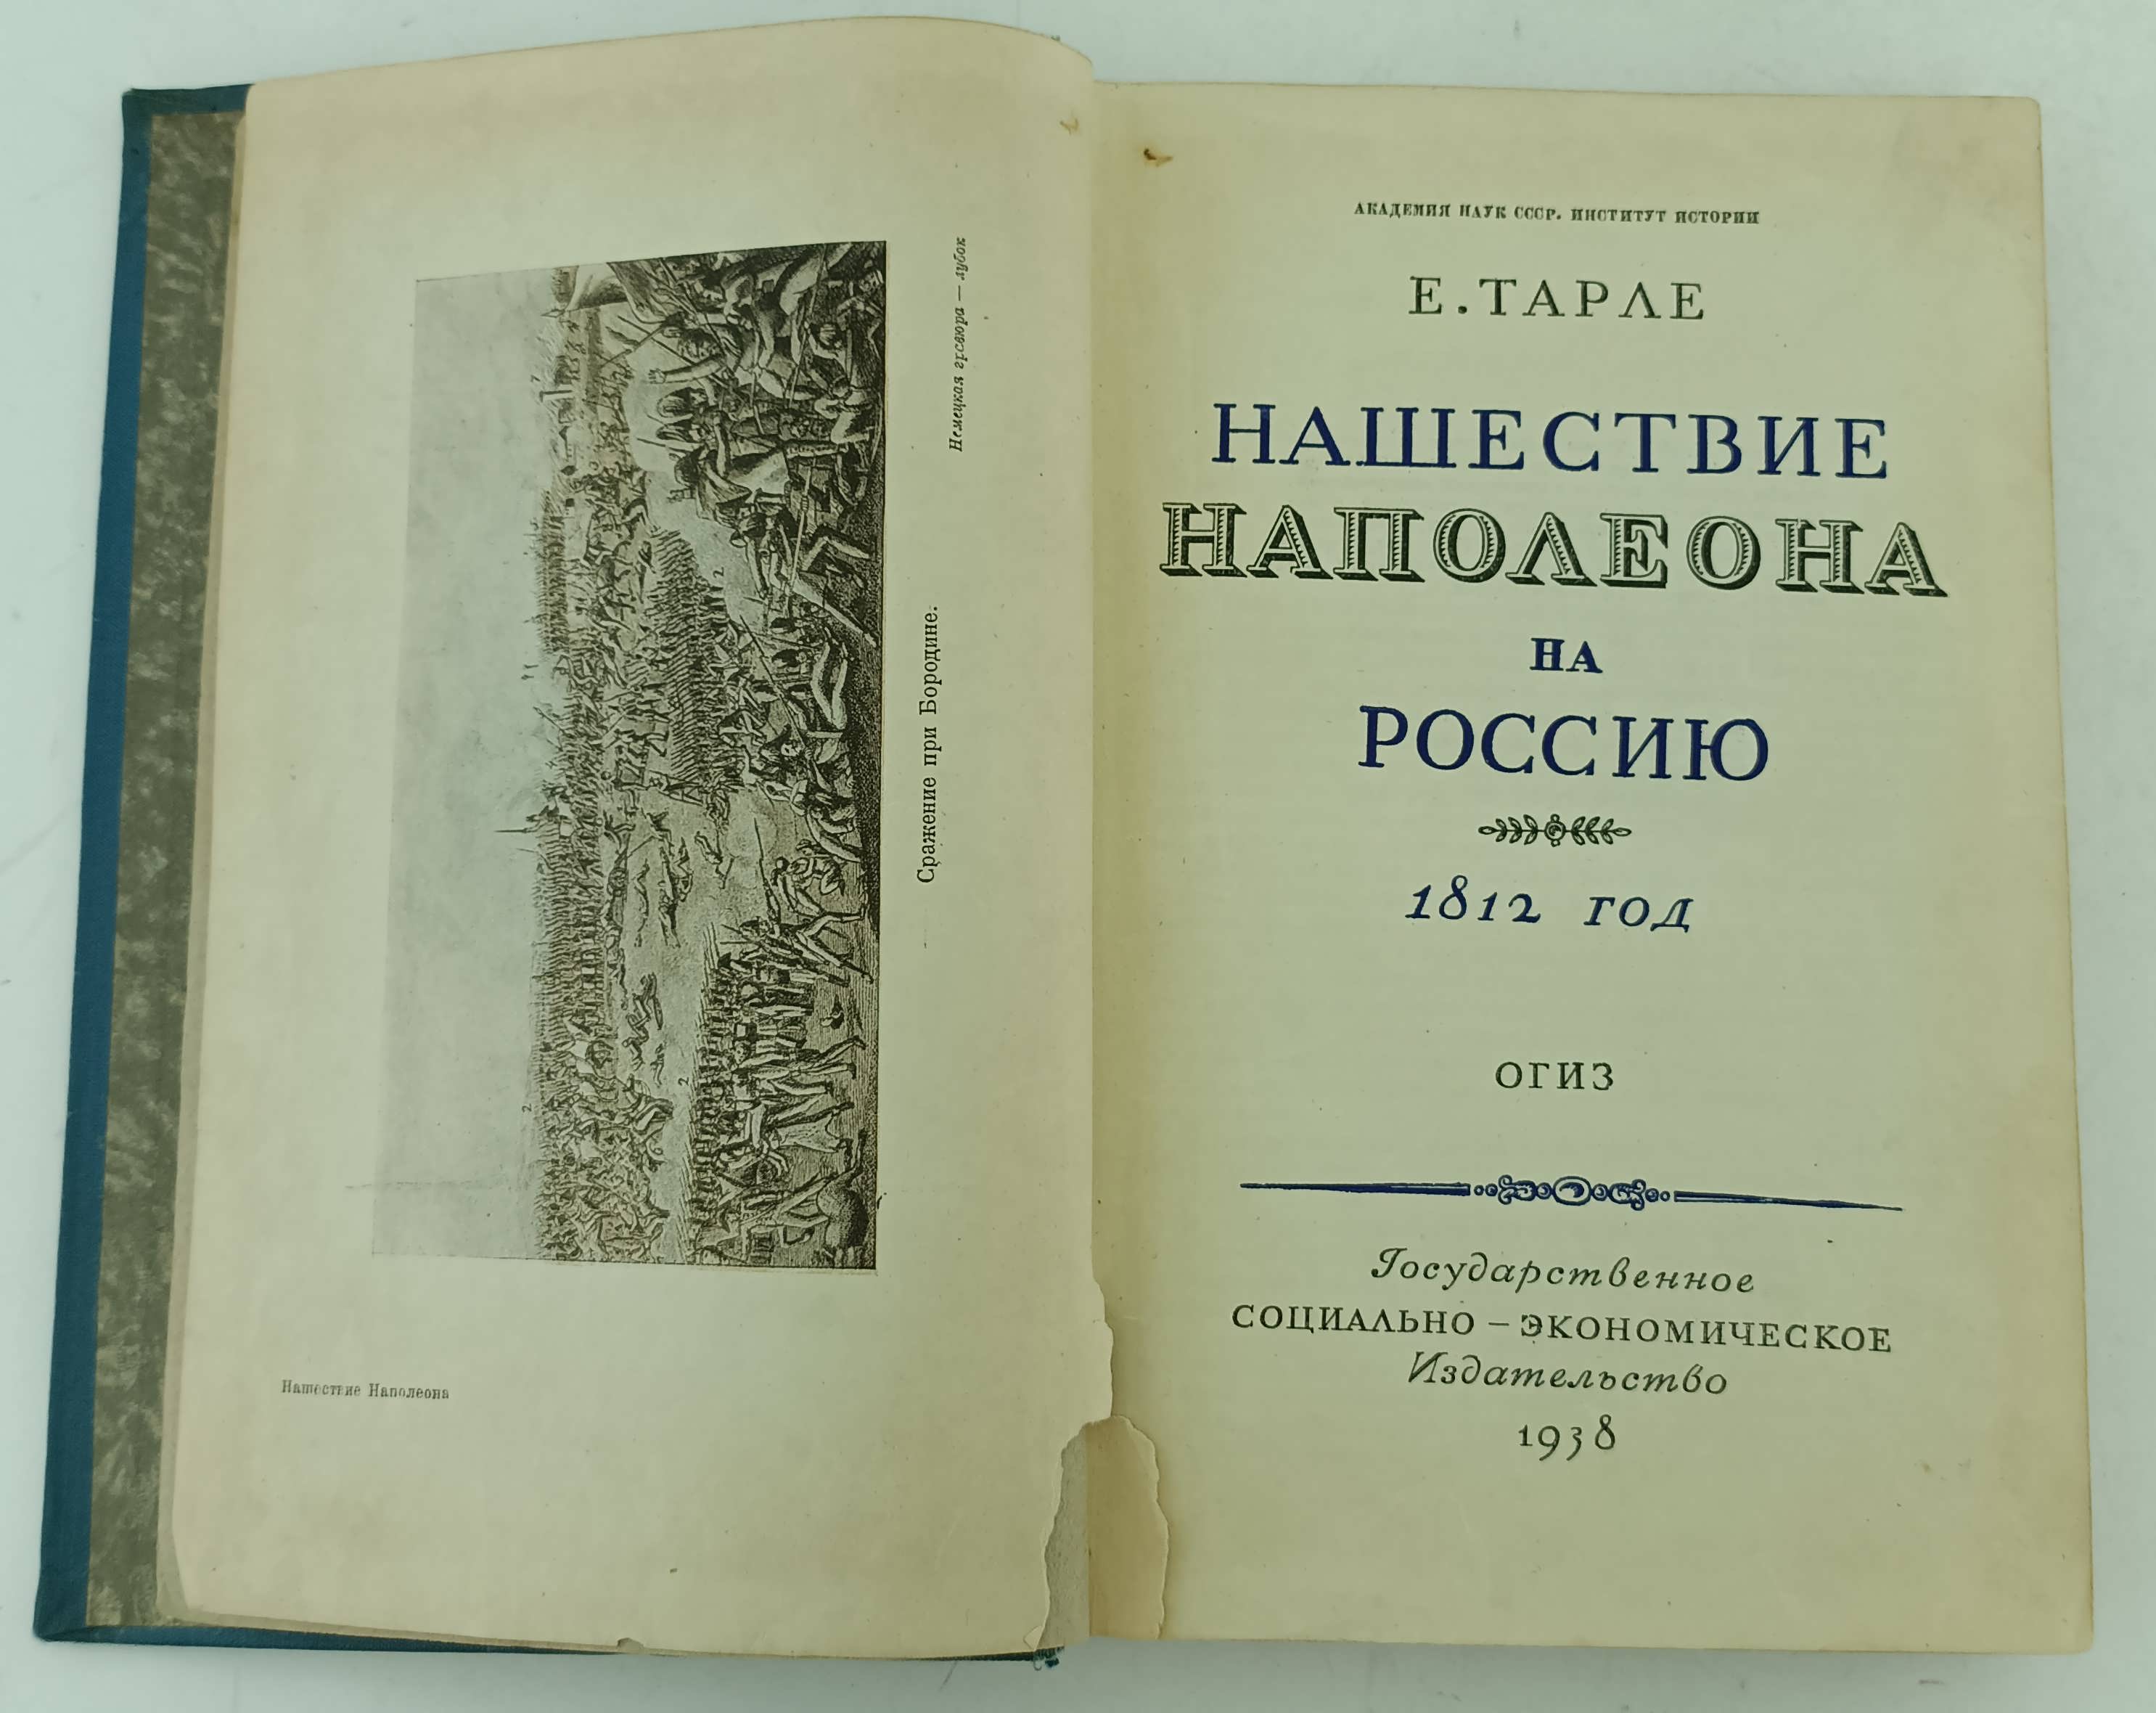 Немецкая гравюра — лубок
Сражение при Бородине.
Нашествие Наполеона
АКАДЕМИЯ НАУК СССР. ИНСТИТУТ ИСТОРИИ
Е. ТАРЛЕ
НАШЕСТВИЕ
НАПОЛЕОНА
НА
РОССИЮ
1812 год
ОГИЗ
Государственное
СОЦИАЛЬНО – ЭКОНОМИЧЕСКОЕ
Издательство
1938